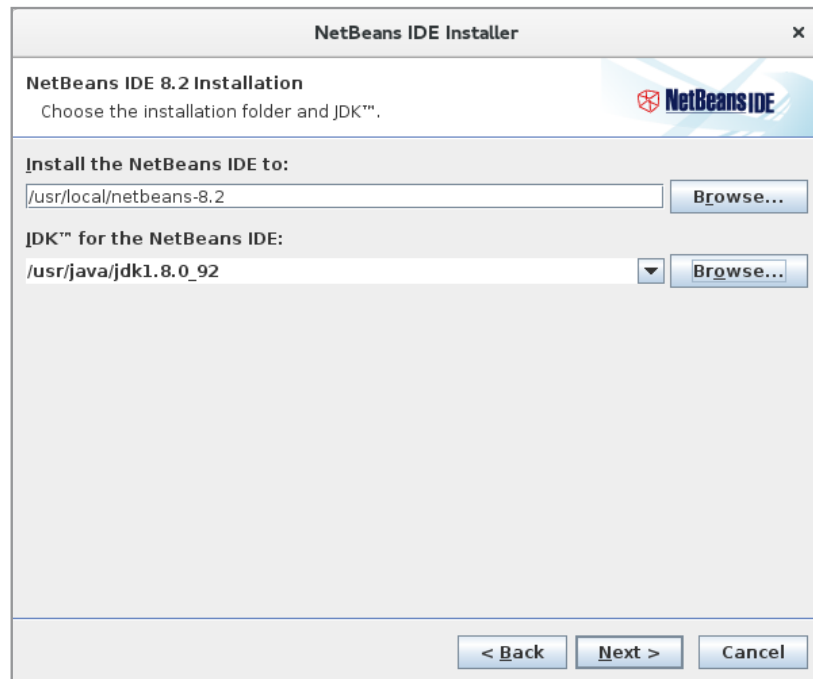 NetBeans IDE Installer ×
NetBeans IDE 8.2 Installation
Choose the installation folder and JDK™.
NetBeans IDE
Install the NetBeans IDE to:
/usr/local/netbeans-8.2 Browse...
JDK™ for the NetBeans IDE:
/usr/java/jdk1.8.0_92 Browse...
< Back Next > Cancel